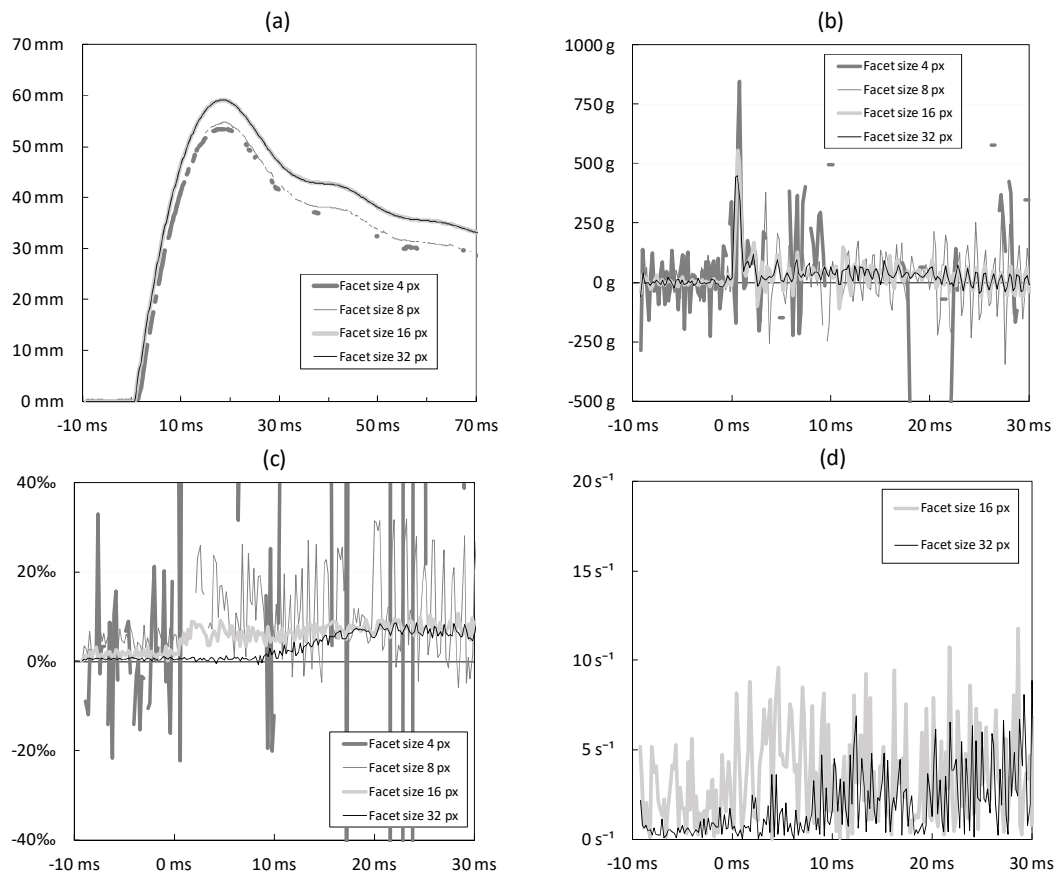 (a)
70 mm
60 mm
50 mm
40 mm
30 mm
20 mm
10 mm
0 mm
-10 ms 10 ms 30 ms 50 ms 70 ms
Facet size 4 px
Facet size 8 px
Facet size 16 px
Facet size 32 px
(b)
1000 g
750 g
500 g
250 g
0 g
-250 g
-500 g
-10 ms 0 ms 10 ms 20 ms 30 ms
Facet size 4 px
Facet size 8 px
Facet size 16 px
Facet size 32 px
(c)
40‰
20‰
0‰
-20‰
-40‰
-10 ms 0 ms 10 ms 20 ms 30 ms
Facet size 4 px
Facet size 8 px
Facet size 16 px
Facet size 32 px
(d)
20 s⁻¹
15 s⁻¹
10 s⁻¹
5 s⁻¹
0 s⁻¹
-10 ms 0 ms 10 ms 20 ms 30 ms
Facet size 16 px
Facet size 32 px